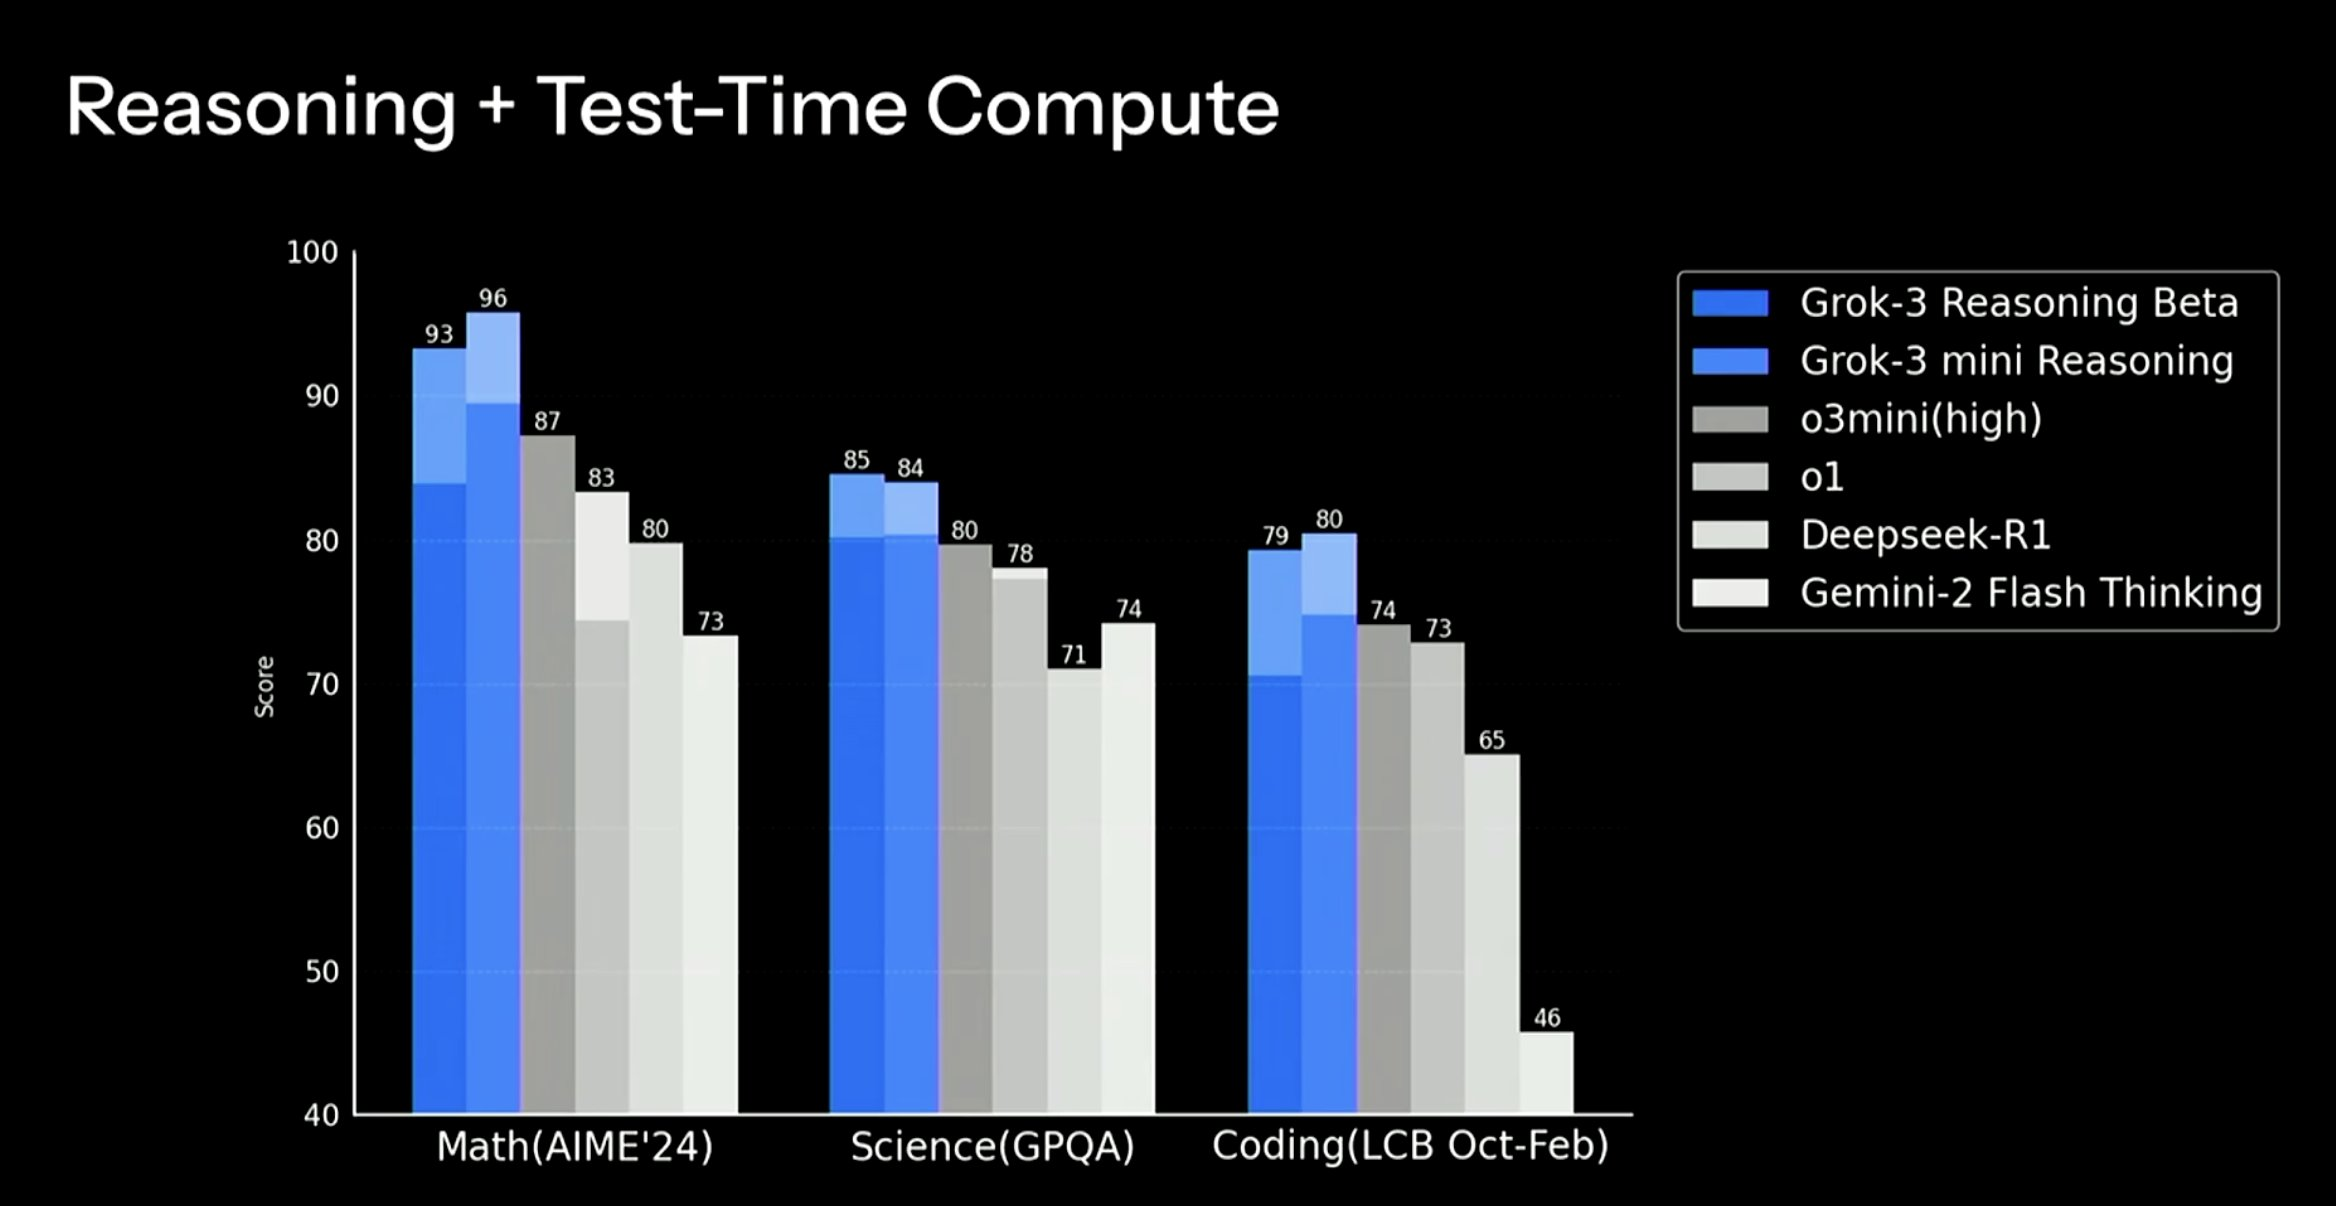 Reasoning + Test-Time Compute
100
90
80
70
60
50
40
Score
93
96
87
83
80
73
85
84
80
78
71
74
79
80
74
73
65
46
Math(AIME'24)
Science(GPQA)
Coding(LCB Oct-Feb)
Grok-3 Reasoning Beta
Grok-3 mini Reasoning
o3mini(high)
o1
Deepseek-R1
Gemini-2 Flash Thinking